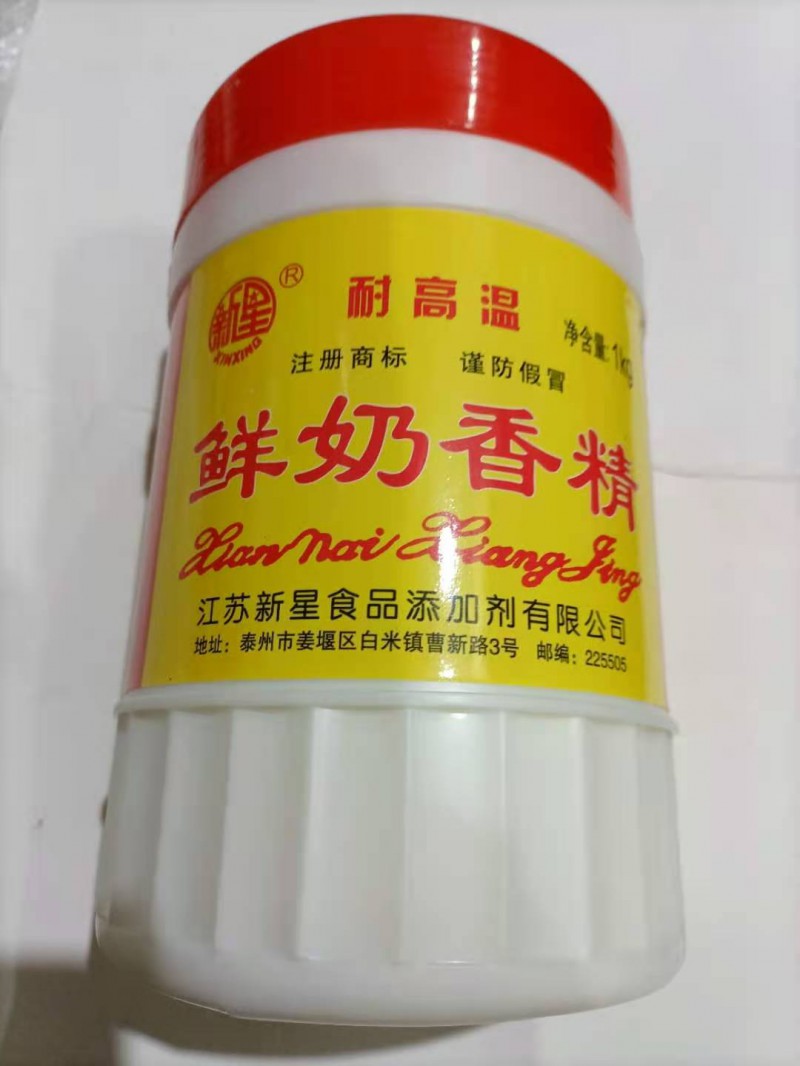 新星
XINXING
®
耐高温
净含量:1kg
注册商标 谨防假冒
鲜奶香精
Xian Nai Xiang Jing
江苏新星食品添加剂有限公司
地址：泰州市姜堰区白米镇曹新路3号 邮编：225505